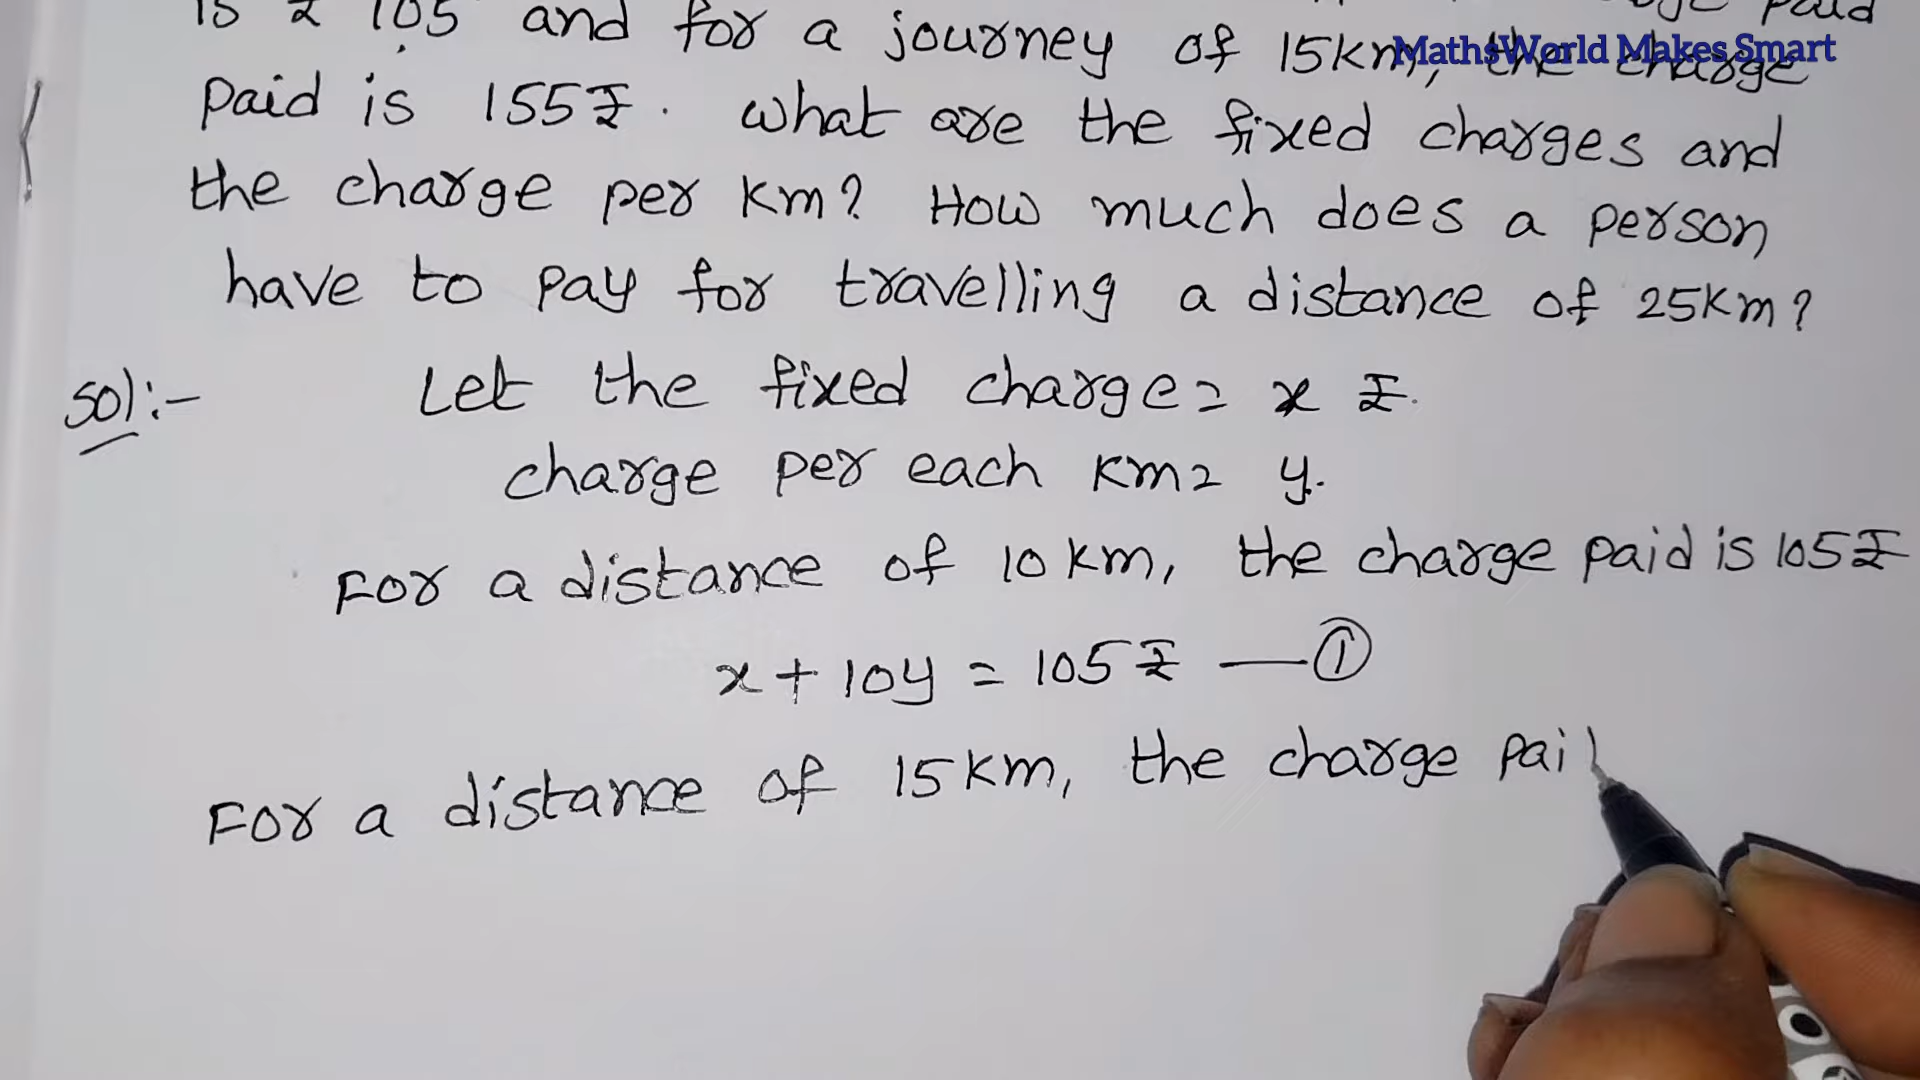 is ₹ 105 and for a journey of 15km, the charge paid
MathsWorld Makes Smart
paid is 155₹. what are the fixed charges and
the charge per km? How much does a person
have to pay for travelling a distance of 25km?
Sol:- Let the fixed charge = x ₹.
charge per each km = y.
For a distance of 10 km, the charge paid is 105₹
x + 10y = 105₹ — ①
For a distance of 15km, the charge pai